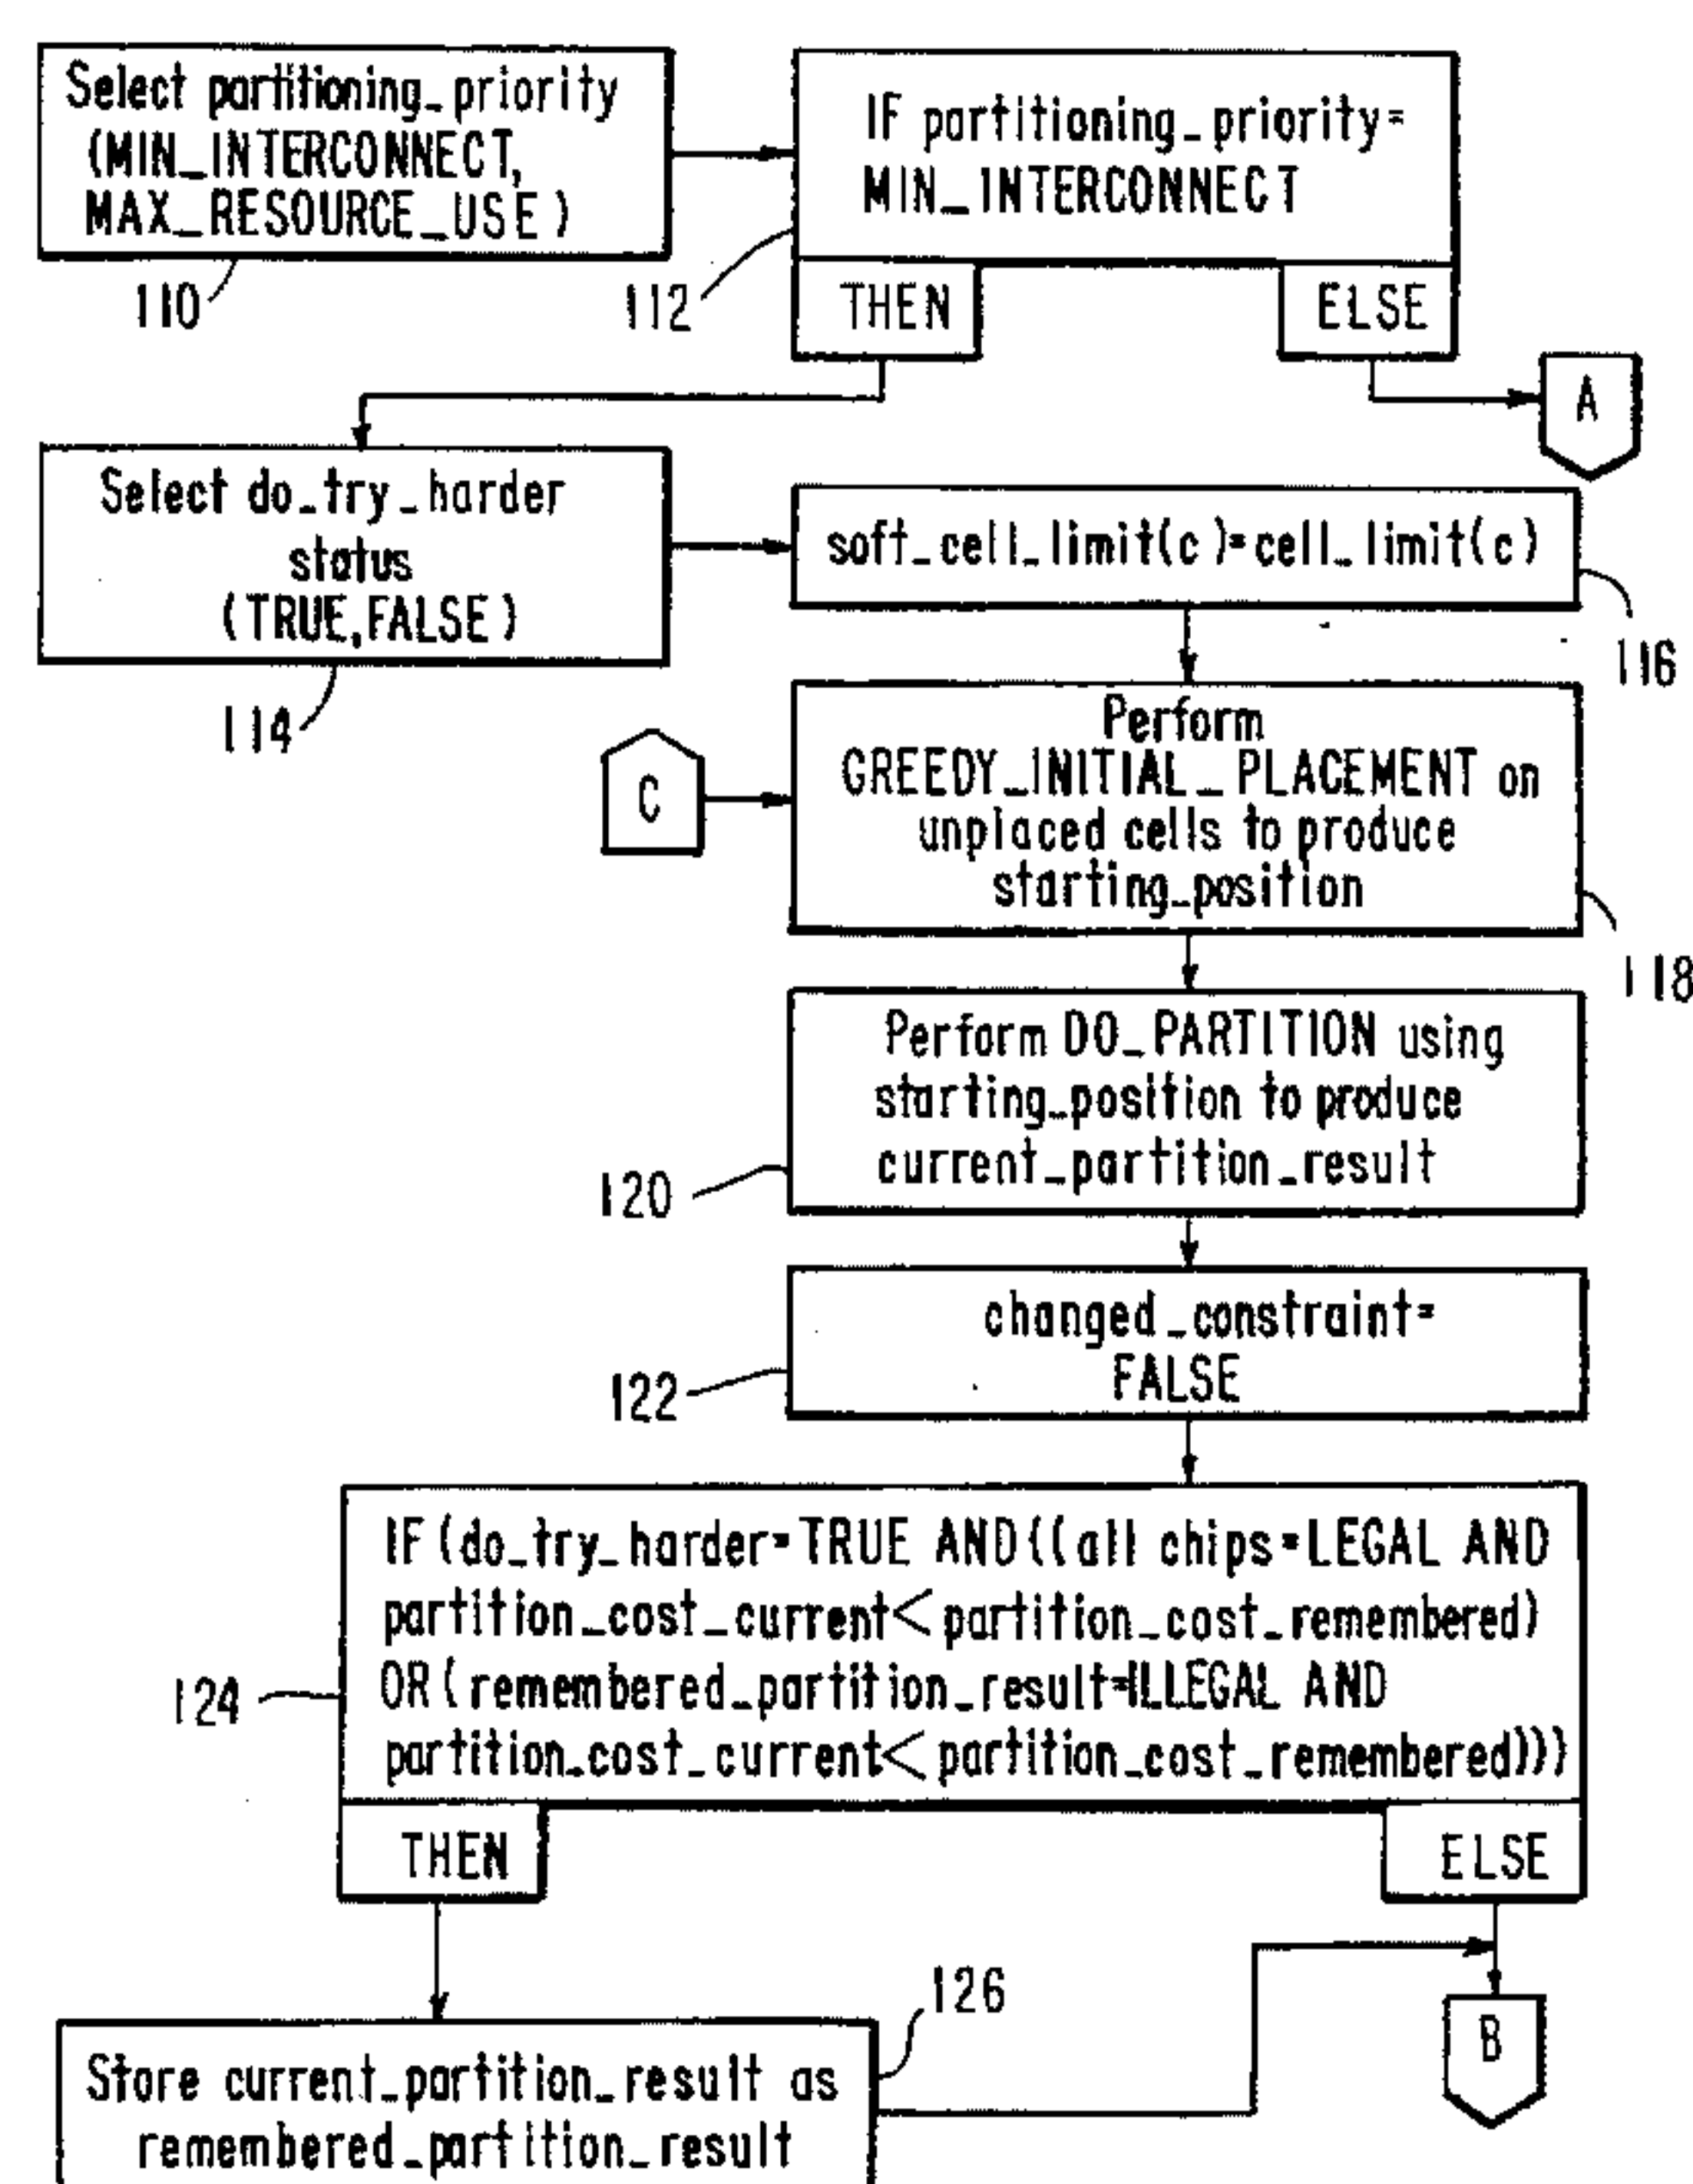 Select partitioning_priority
(MIN_INTERCONNECT,
MAX_RESOURCE_USE)
110
IF partitioning_priority=
MIN_INTERCONNECT
112
THEN
ELSE
A
Select do_try_harder
status
(TRUE,FALSE)
114
soft_cell_limit(c)=cell_limit(c)
116
C
Perform
GREEDY_INITIAL_PLACEMENT on
unplaced cells to produce
starting_position
118
Perform DO_PARTITION using
starting_position to produce
current_partition_result
120
changed_constraint=
FALSE
122
IF (do_try_harder=TRUE AND((all chips=LEGAL AND
partition_cost_current<partition_cost_remembered)
OR(remembered_partition_result=ILLEGAL AND
partition_cost_current<partition_cost_remembered)))
124
THEN
ELSE
126
B
Store current_partition_result as
remembered_partition_result